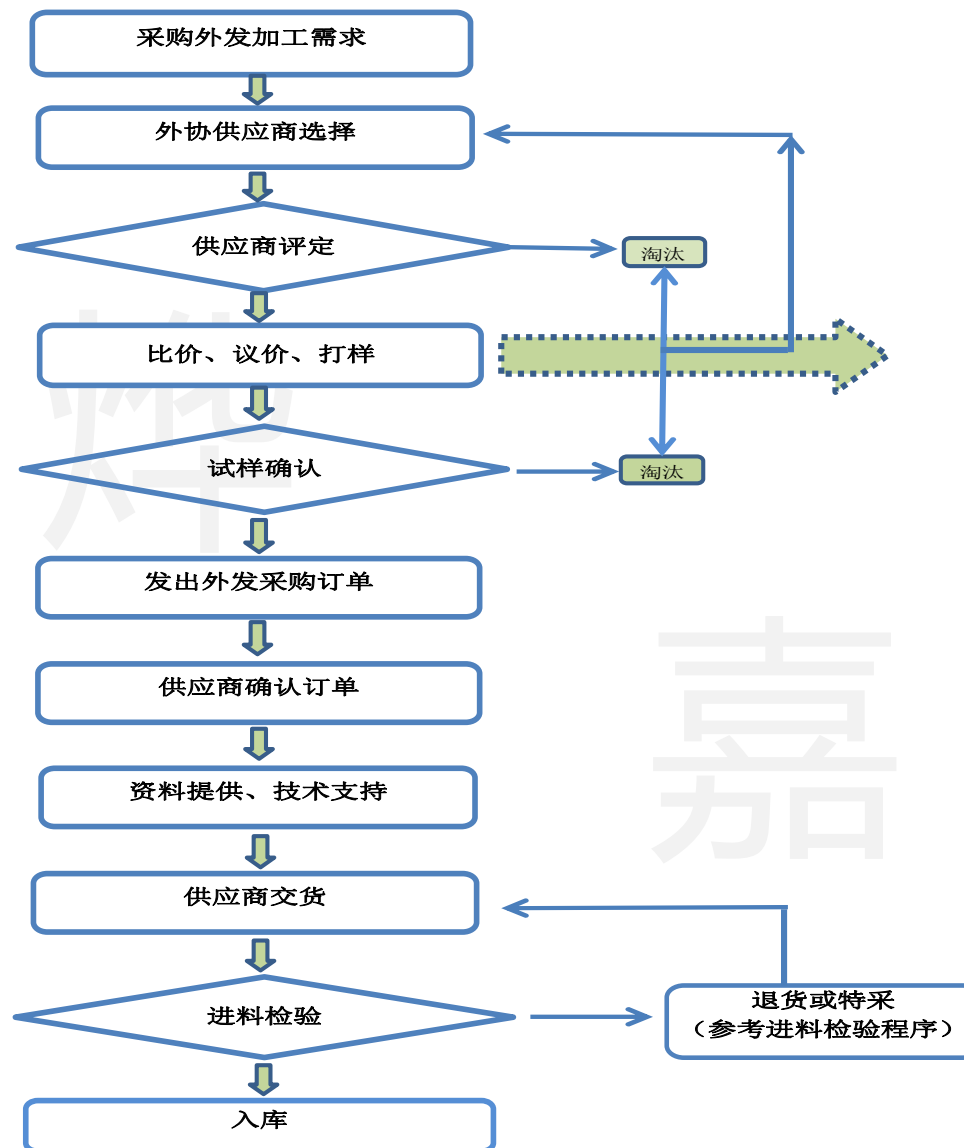 采购外发加工需求
外协供应商选择
供应商评定
淘汰
比价、议价、打样
试样确认
淘汰
发出外发采购订单
供应商确认订单
资料提供、技术支持
供应商交货
进料检验
退货或特采
（参考进料检验程序）
入库
烨
嘉